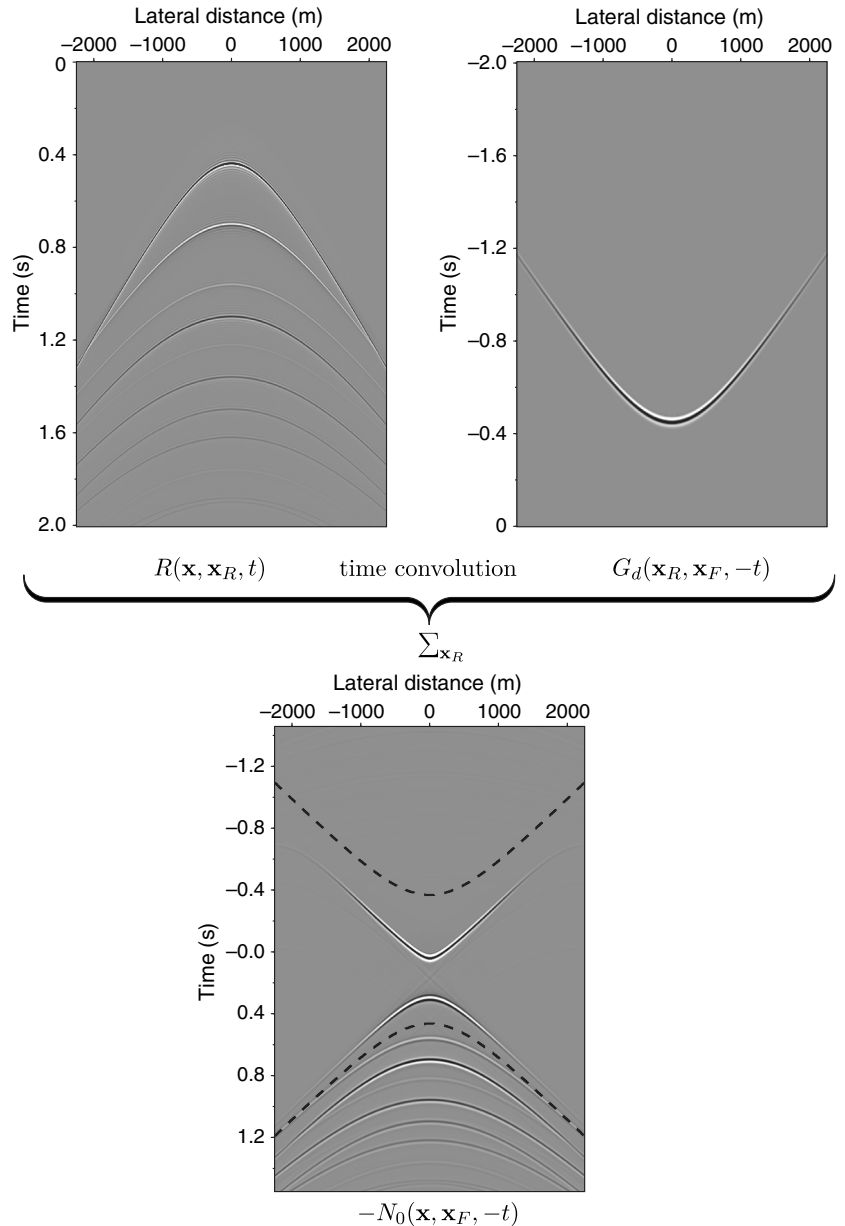 Lateral distance (m)
−2000 −1000 0 1000 2000
0
0.4
0.8
1.2
1.6
2.0
Time (s)
Lateral distance (m)
−1000 0 1000 2000
−2000
−2.0
−1.6
−1.2
−0.8
−0.4
0
Time (s)
R(x, x_R, t) time convolution G_d(x_R, x_F, −t)
∑_{x_R}
Lateral distance (m)
−2000 −1000 0 1000 2000
−1.2
−0.8
−0.4
−0.0
0.4
0.8
1.2
Time (s)
−N_0(x, x_F, −t)